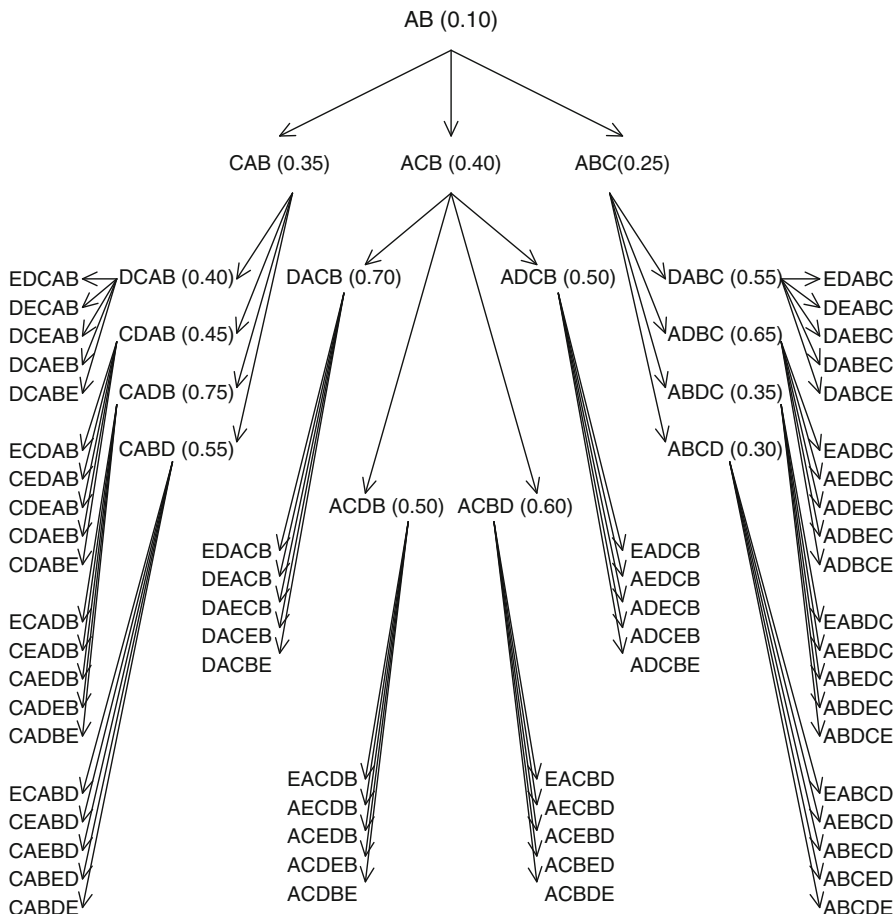 AB (0.10)
CAB (0.35)
ACB (0.40)
ABC(0.25)
DCAB (0.40)
CDAB (0.45)
CADB (0.75)
CABD (0.55)
DACB (0.70)
ADCB (0.50)
ACDB (0.50)
ACBD (0.60)
DABC (0.55)
ADBC (0.65)
ABDC (0.35)
ABCD (0.30)
EDCAB
DECAB
DCEAB
DCAEB
DCABE
ECDAB
CEDAB
CDEAB
CDAEB
CDABE
ECADB
CEADB
CAEDB
CADEB
CADBE
ECABD
CEABD
CAEBD
CABED
CABDE
EDACB
DEACB
DAECB
DACEB
DACBE
EACDB
AECDB
ACEDB
ACDEB
ACDBE
EACBD
AECBD
ACEBD
ACBED
ACBDE
EADCB
AEDCB
ADECB
ADCEB
ADCBE
EDABC
DEABC
DAEBC
DABEC
DABCE
EADBC
AEDBC
ADEBC
ADBEC
ADBCE
EABDC
AEBDC
ABEDC
ABDEC
ABDCE
EABCD
AEBCD
ABECD
ABCED
ABCDE